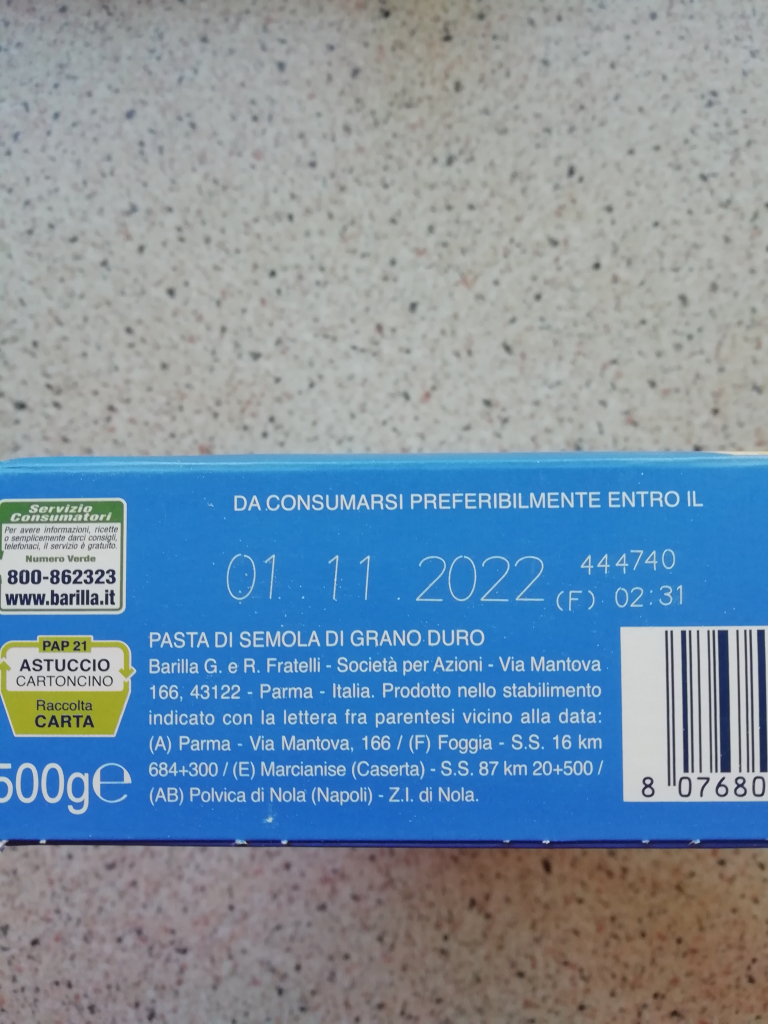 DA CONSUMARSI PREFERIBILMENTE ENTRO IL
01 . 11 . 2022
444740
(F) 02:31
Servizio
Consumatori
Per avere informazioni, ricette
o semplicemente darci consigli,
telefonaci, il servizio è gratuito.
Numero Verde
800-862323
www.barilla.it
PAP 21
ASTUCCIO
CARTONCINO
Raccolta
CARTA
500g℮
PASTA DI SEMOLA DI GRANO DURO
Barilla G. e R. Fratelli - Società per Azioni - Via Mantova
166, 43122 - Parma - Italia. Prodotto nello stabilimento
indicato con la lettera fra parentesi vicino alla data:
(A) Parma - Via Mantova, 166 / (F) Foggia - S.S. 16 km
684+300 / (E) Marcianise (Caserta) - S.S. 87 km 20+500 /
(AB) Polvica di Nola (Napoli) - Z.I. di Nola.
8 07680